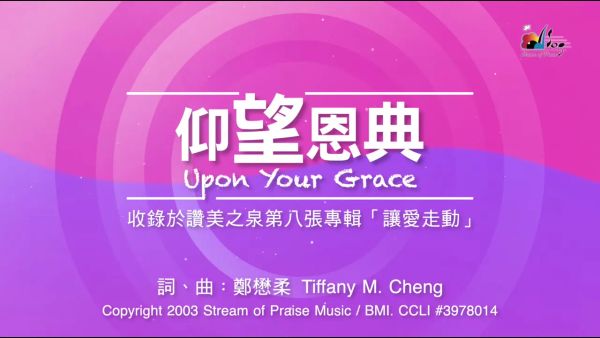 仰望恩典
Upon Your Grace
收錄於讚美之泉第八張專輯「讓愛走動」
詞、曲：鄭懋柔 Tiffany M. Cheng
Copyright 2003 Stream of Praise Music / BMI. CCLI #3978014